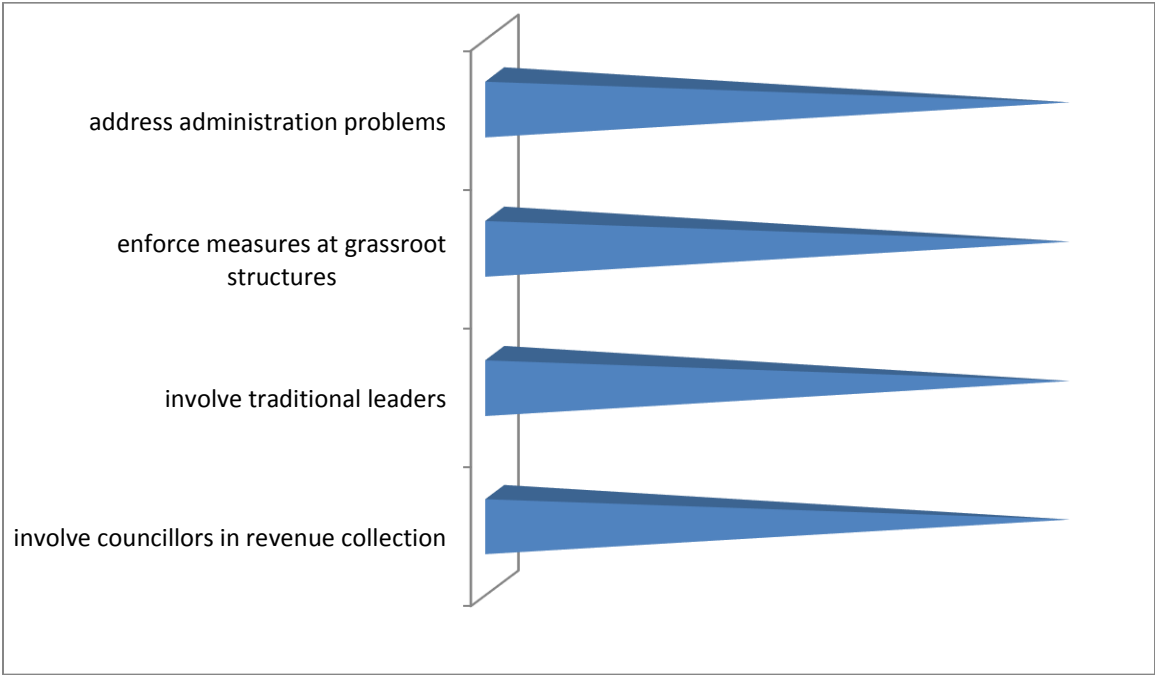 address administration problems
enforce measures at grassroot
structures
involve traditional leaders
involve councillors in revenue collection